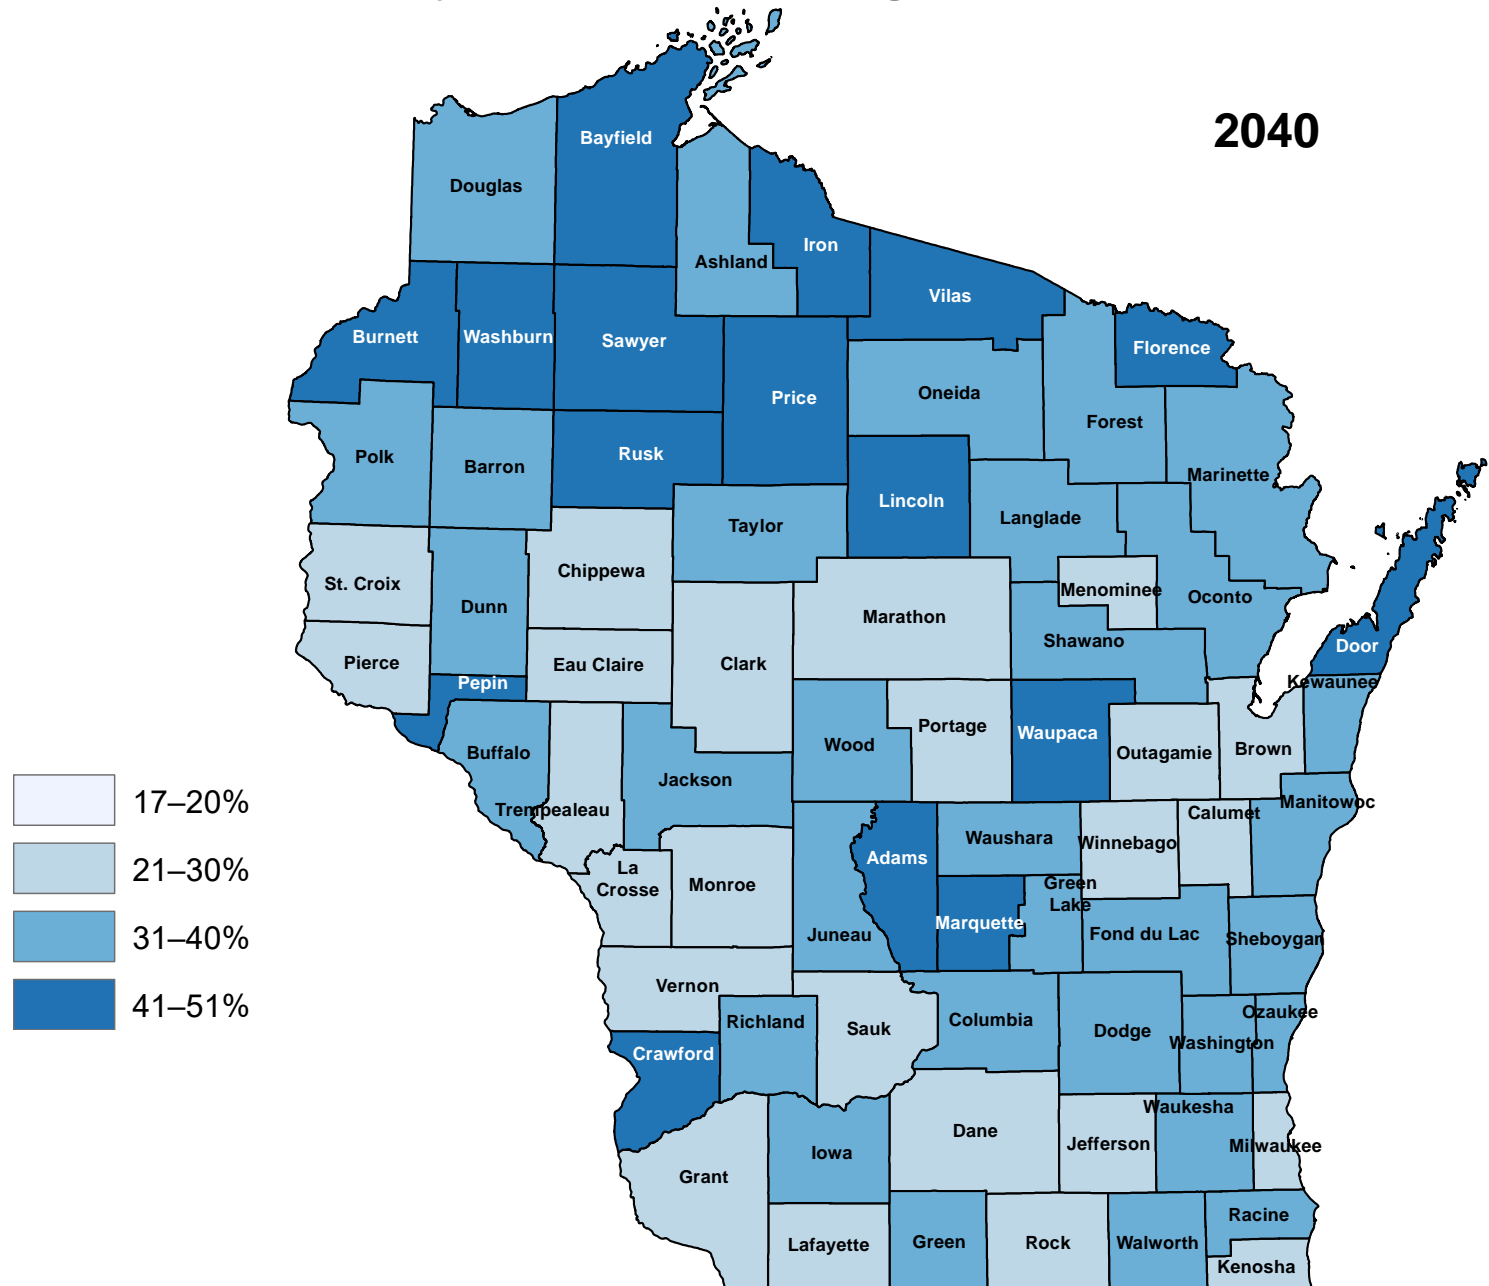 2040
Bayfield
Douglas
Iron
Ashland
Vilas
Burnett
Washburn
Sawyer
Florence
Price
Oneida
Forest
Polk
Barron
Rusk
Marinette
Lincoln
Langlade
Taylor
Chippewa
St. Croix
Menominee
Oconto
Dunn
Marathon
Shawano
Door
Pierce
Eau Claire
Clark
Pepin
Kewaunee
Portage
Waupaca
Wood
Brown
Buffalo
Outagamie
Jackson
17–20%
Trempealeau
Manitowoc
Calumet
Waushara
Winnebago
Adams
21–30%
La
Crosse
Monroe
Green
Lake
Marquette
31–40%
Juneau
Fond du Lac
Sheboygan
Vernon
41–51%
Richland
Sauk
Columbia
Dodge
Ozaukee
Washington
Crawford
Waukesha
Dane
Jefferson
Milwaukee
Iowa
Grant
Racine
Lafayette
Green
Rock
Walworth
Kenosha